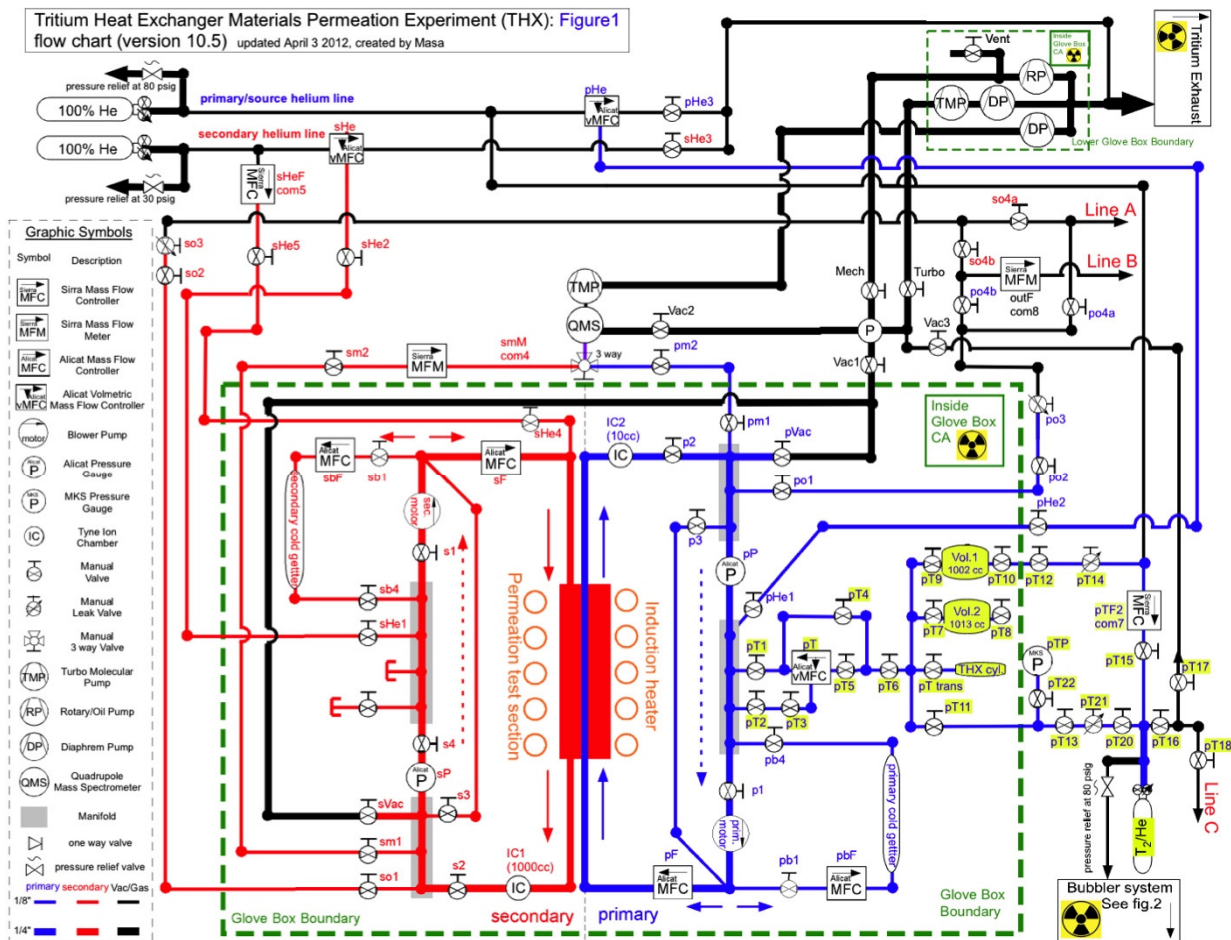 Tritium Heat Exchanger Materials Permeation Experiment (THX): Figure1
flow chart (version 10.5) updated April 3 2012, created by Masa
pressure relief at 80 psig
100% He
primary/source helium line
secondary helium line
100% He
pressure relief at 30 psig
sHe
Alicat
vMFC
Sierra
MFC
sHeF
com5
pHe
Alicat
vMFC
pHe3
sHe3
Vent
Inside
Glove Box
CA
RP
TMP
DP
DP
Lower Glove Box Boundary
Tritium Exhaust
Graphic Symbols
Symbol Description
Sierra
MFC
Sirra Mass Flow
Controller
Sierra
MFM
Sirra Mass Flow
Meter
Alicat
MFC
Alicat Mass Flow
Controller
Alicat
vMFC
Alicat Volmetric
Mass Flow Controller
motor
Blower Pump
Alicat
P
Alicat Pressure
Gauge
MKS
P
MKS Pressure
Gauge
IC
Tyne Ion
Chamber
Manual
Valve
Manual
Leak Valve
Manual
3 way Valve
TMP
Turbo Molecular
Pump
RP
Rotary/Oil Pump
DP
Diaphrem Pump
QMS
Quadrupole
Mass Spectrometer
Manifold
one way valve
pressure relief valve
primary secondary Vac/Gas
1/8"
1/4"
so3
so2
sHe5
sHe2
so4a
Line A
so4b
Sierra
MFM
Line B
po4b
outF
com8
po4a
Mech
Turbo
TMP
QMS
Vac2
P
Vac3
Vac1
sm2
Sierra
MFM
smM
com4
3 way
pm2
Inside
Glove Box
CA
po3
po2
sHe4
IC2
(10cc)
IC
p2
pm1
pVac
po1
pHe2
Alicat
MFC
sbF
sb1
Alicat
MFC
sF
secondary cold gettler
sec.
motor
s1
sb4
sHe1
s4
Alicat
P
sP
sVac
s3
sm1
so1
s2
IC1
(1000cc)
IC
Permeation test section
Induction heater
p3
pP
Alicat
P
pHe1
pT1
pT
Alicat
vMFC
pT4
pT5
pT6
pT2
pT3
pb4
p1
prim.
motor
pF
Alicat
MFC
pb1
pbF
Alicat
MFC
primary cold gettler
pT9
Vol.1
1002 cc
pT10
pT12
pT14
pT7
Vol.2
1013 cc
pT8
pT trans
THX cyl
pT11
MKS
P
pTP
pT22
pTF2
com7
Sierra
MFC
pT15
pT17
pT21
pT13
pT20
pT16
pT18
Line C
pressure relief at 80 psig
T2/He
Glove Box Boundary
secondary
primary
Glove Box
Boundary
Bubbler system
See fig.2